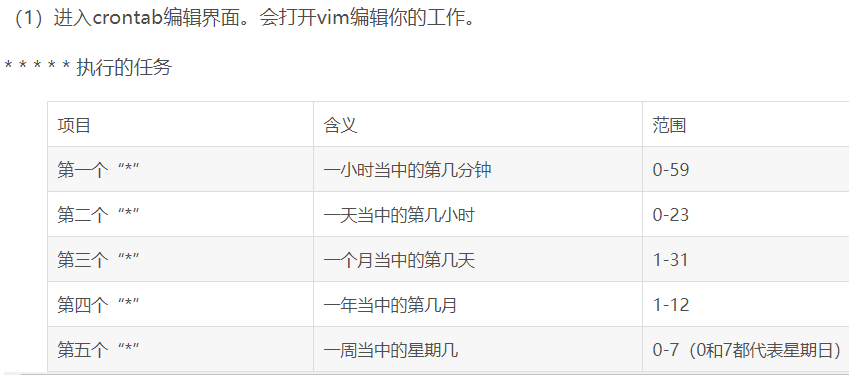 （1）进入crontab编辑界面。会打开vim编辑你的工作。
* * * * * 执行的任务
项目 含义 范围
第一个“*” 一小时当中的第几分钟 0-59
第二个“*” 一天当中的第几小时 0-23
第三个“*” 一个月当中的第几天 1-31
第四个“*” 一年当中的第几月 1-12
第五个“*” 一周当中的星期几 0-7（0和7都代表星期日）